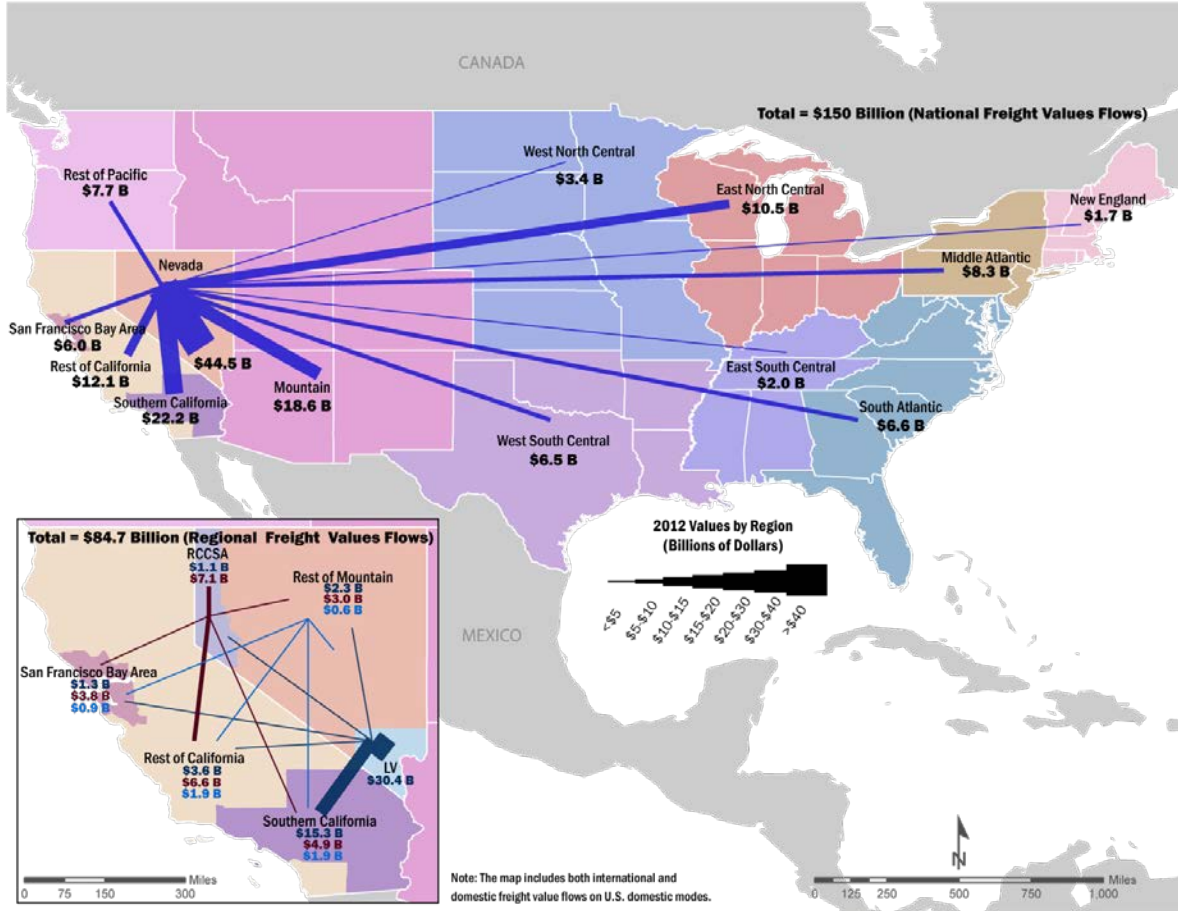 CANADA
Total = $150 Billion (National Freight Values Flows)
West North Central
$3.4 B
Rest of Pacific
$7.7 B
East North Central
$10.5 B
New England
$1.7 B
Nevada
Middle Atlantic
$8.3 B
San Francisco Bay Area
$6.0 B
Rest of California
$12.1 B
$44.5 B
Southern California
$22.2 B
Mountain
$18.6 B
East South Central
$2.0 B
South Atlantic
$6.6 B
West South Central
$6.5 B
2012 Values by Region
(Billions of Dollars)
<$5
$5-$10
$10-$15
$15-$20
$20-$30
$30-$40
>$40
MEXICO
Total = $84.7 Billion (Regional Freight Values Flows)
RCCSA
$1.1 B
$7.1 B
Rest of Mountain
$2.3 B
$3.0 B
$0.6 B
San Francisco Bay Area
$1.3 B
$3.8 B
$0.9 B
Rest of California
$3.6 B
$6.6 B
$1.9 B
LV
$30.4 B
Southern California
$15.3 B
$4.9 B
$1.9 B
Miles
0 75 150 300
Note: The map includes both international and
domestic freight value flows on U.S. domestic modes.
N
Miles
0 125 250 500 750 1,000